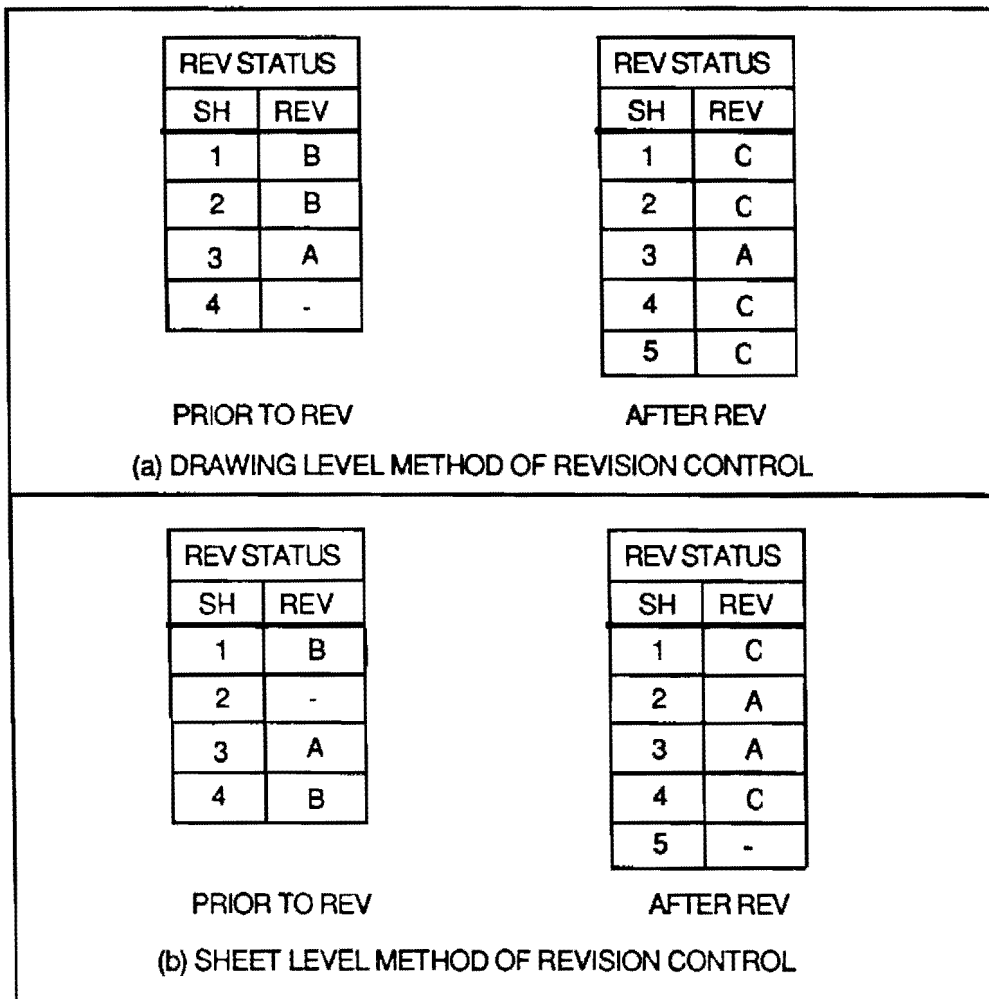 REV STATUS
SH REV
1 B
2 B
3 A
4 -
PRIOR TO REV
REV STATUS
SH REV
1 C
2 C
3 A
4 C
5 C
AFTER REV
(a) DRAWING LEVEL METHOD OF REVISION CONTROL
REV STATUS
SH REV
1 B
2 -
3 A
4 B
PRIOR TO REV
REV STATUS
SH REV
1 C
2 A
3 A
4 C
5 -
AFTER REV
(b) SHEET LEVEL METHOD OF REVISION CONTROL